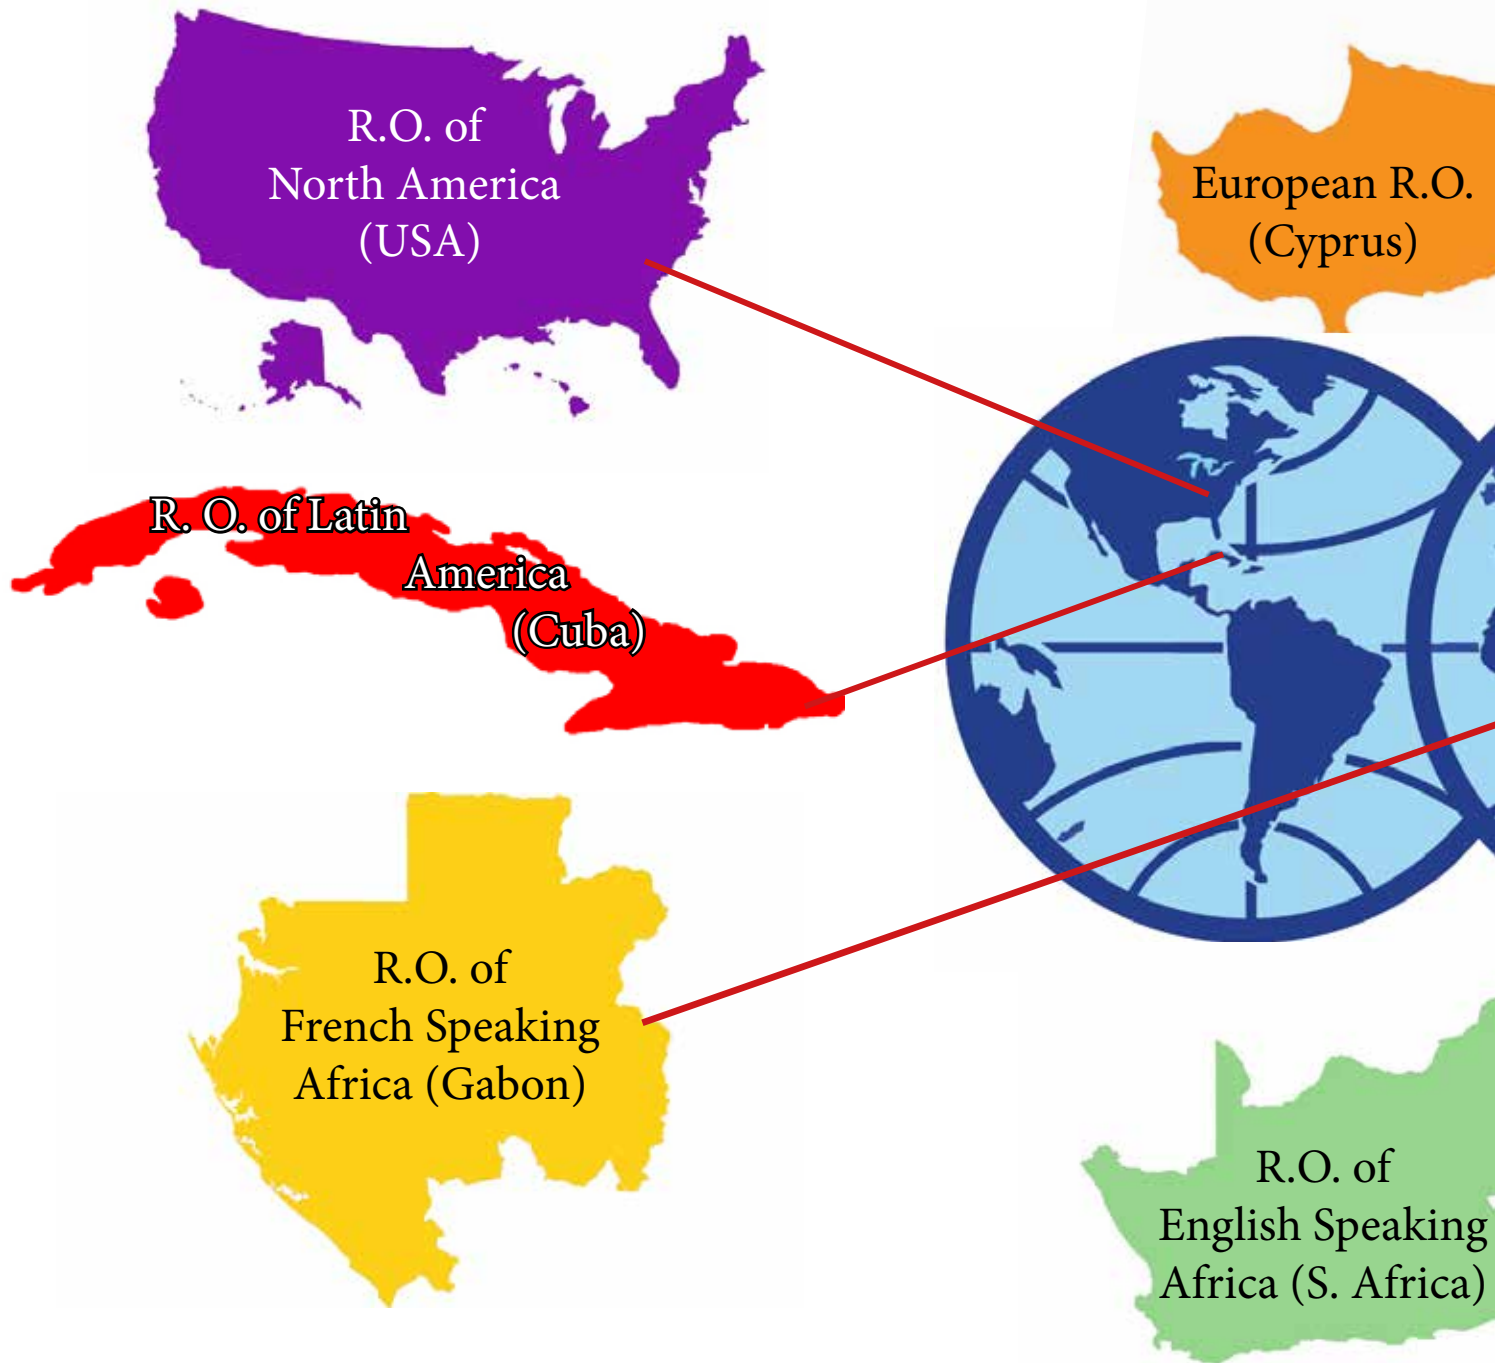 R.O. of
North America
(USA)
European R.O.
(Cyprus)
R. O. of Latin
America
(Cuba)
R.O. of
French Speaking
Africa (Gabon)
R.O. of
English Speaking
Africa (S. Africa)